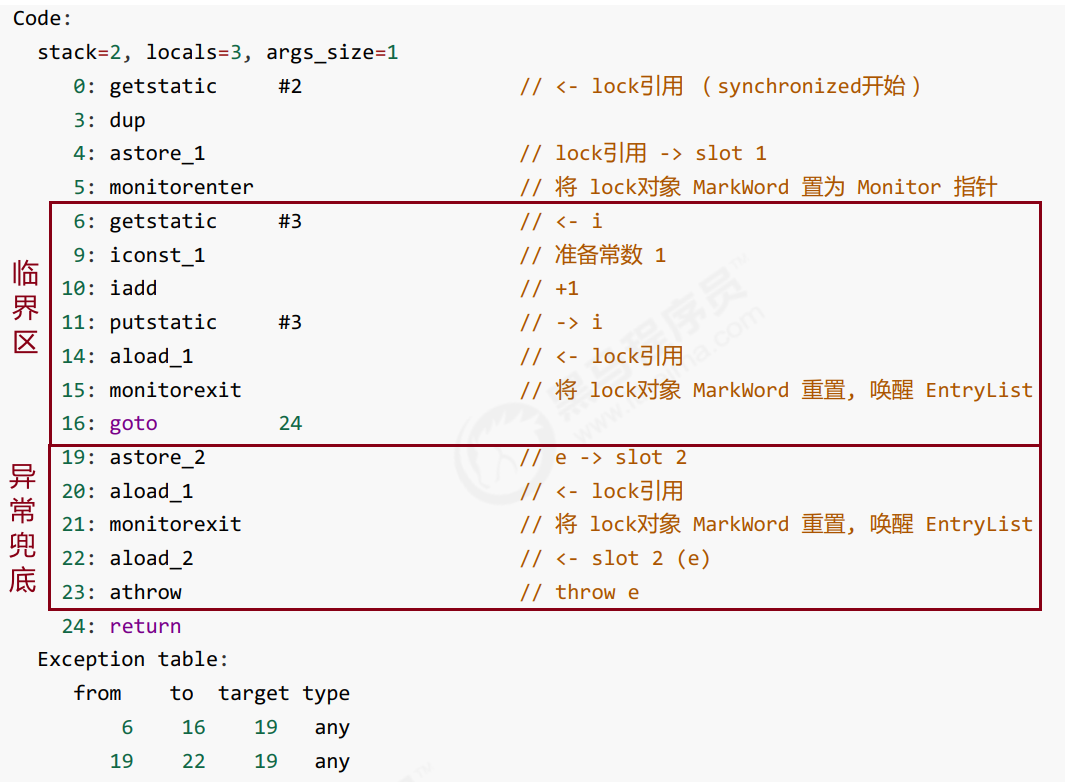 Code:
stack=2, locals=3, args_size=1
0: getstatic #2 // <- lock引用 （synchronized开始）
3: dup
4: astore_1 // lock引用 -> slot 1
5: monitorenter // 将 lock对象 MarkWord 置为 Monitor 指针
临界区
6: getstatic #3 // <- i
9: iconst_1 // 准备常数 1
10: iadd // +1
11: putstatic #3 // -> i
14: aload_1 // <- lock引用
15: monitorexit // 将 lock对象 MarkWord 重置, 唤醒 EntryList
16: goto 24
异常兜底
19: astore_2 // e -> slot 2
20: aload_1 // <- lock引用
21: monitorexit // 将 lock对象 MarkWord 重置, 唤醒 EntryList
22: aload_2 // <- slot 2 (e)
23: athrow // throw e
24: return
Exception table:
from to target type
6 16 19 any
19 22 19 any
黑马程序员